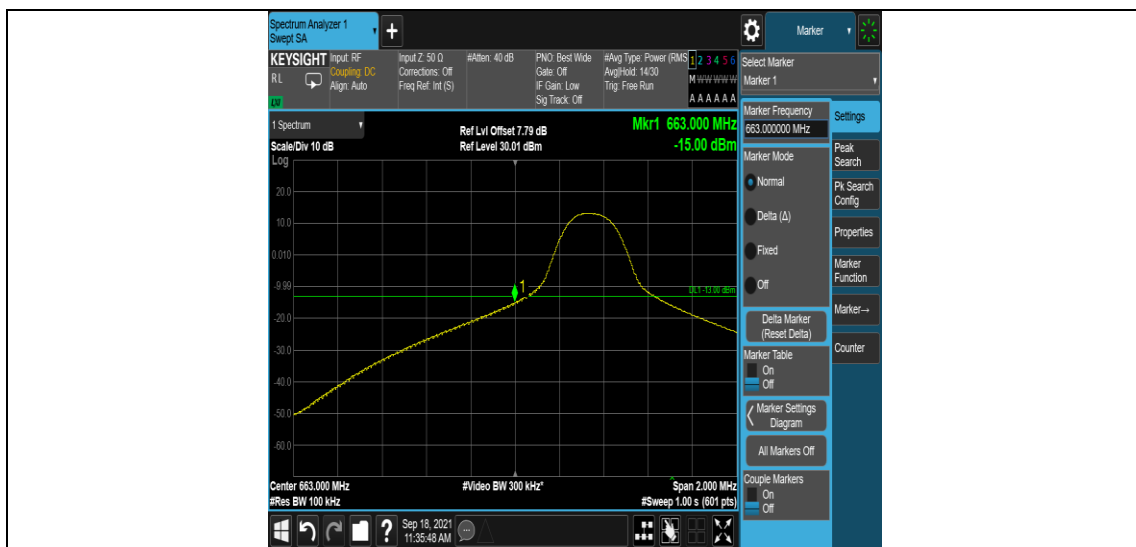 Spectrum Analyzer 1
Swept SA
+
Marker
KEYSIGHT
RL
Input: RF
Coupling: DC
Align: Auto
Input Z: 50 Ω
Corrections: Off
Freq Ref: Int (S)
#Atten: 40 dB
PNO: Best Wide
Gate: Off
IF Gain: Low
Sig Track: Off
#Avg Type: Power (RMS
Avg|Hold: 14/30
Trig: Free Run
1 2 3 4 5 6
M W W W W W
A A A A A A
Select Marker
Marker 1
1 Spectrum
Scale/Div 10 dB
Ref Lvl Offset 7.79 dB
Ref Level 30.01 dBm
Mkr1 663.000 MHz
-15.00 dBm
Log
20.0
10.0
0.010
-9.99
-20.0
-30.0
-40.0
-50.0
-60.0
1
DL1 -13.00 dBm
Center 663.000 MHz
#Res BW 100 kHz
#Video BW 300 kHz*
Span 2.000 MHz
#Sweep 1.00 s (601 pts)
Marker Frequency
663.000000 MHz
Marker Mode
Normal
Delta (Δ)
Fixed
Off
Delta Marker
(Reset Delta)
Marker Table
On
Off
Marker Settings
Diagram
All Markers Off
Couple Markers
On
Off
Settings
Peak
Search
Pk Search
Config
Properties
Marker
Function
Marker→
Counter
?
Sep 18, 2021
11:35:48 AM